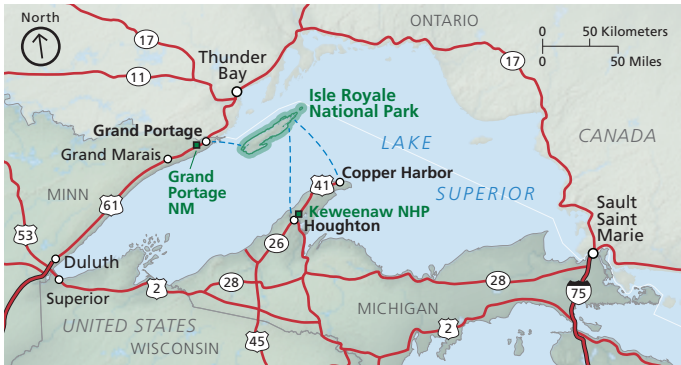 North
ONTARIO
0 50 Kilometers
0 50 Miles
17
17
Thunder
Bay
11
Isle Royale
National Park
CANADA
Grand Portage
LAKE
Grand Marais
Copper Harbor
Grand
Portage
NM
41
MINN
SUPERIOR
61
Keweenaw NHP
Houghton
Sault
Saint
Marie
53
26
Duluth
Superior
2
28
28
75
MICHIGAN
UNITED STATES
2
WISCONSIN
45